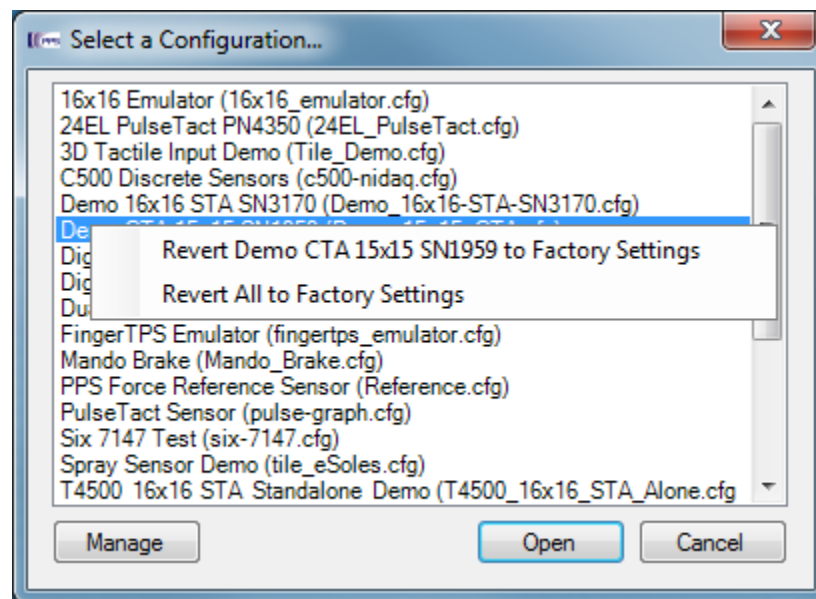 Select a Configuration...
16x16 Emulator (16x16_emulator.cfg)
24EL PulseTact PN4350 (24EL_PulseTact.cfg)
3D Tactile Input Demo (Tile_Demo.cfg)
C500 Discrete Sensors (c500-nidaq.cfg)
Demo 16x16 STA SN3170 (Demo_16x16-STA-SN3170.cfg)
Revert Demo CTA 15x15 SN1959 to Factory Settings
Revert All to Factory Settings
FingerTPS Emulator (fingertps_emulator.cfg)
Mando Brake (Mando_Brake.cfg)
PPS Force Reference Sensor (Reference.cfg)
PulseTact Sensor (pulse-graph.cfg)
Six 7147 Test (six-7147.cfg)
Spray Sensor Demo (tile_eSoles.cfg)
T4500 16x16 STA Standalone Demo (T4500_16x16_STA_Alone.cfg
Manage
Open
Cancel